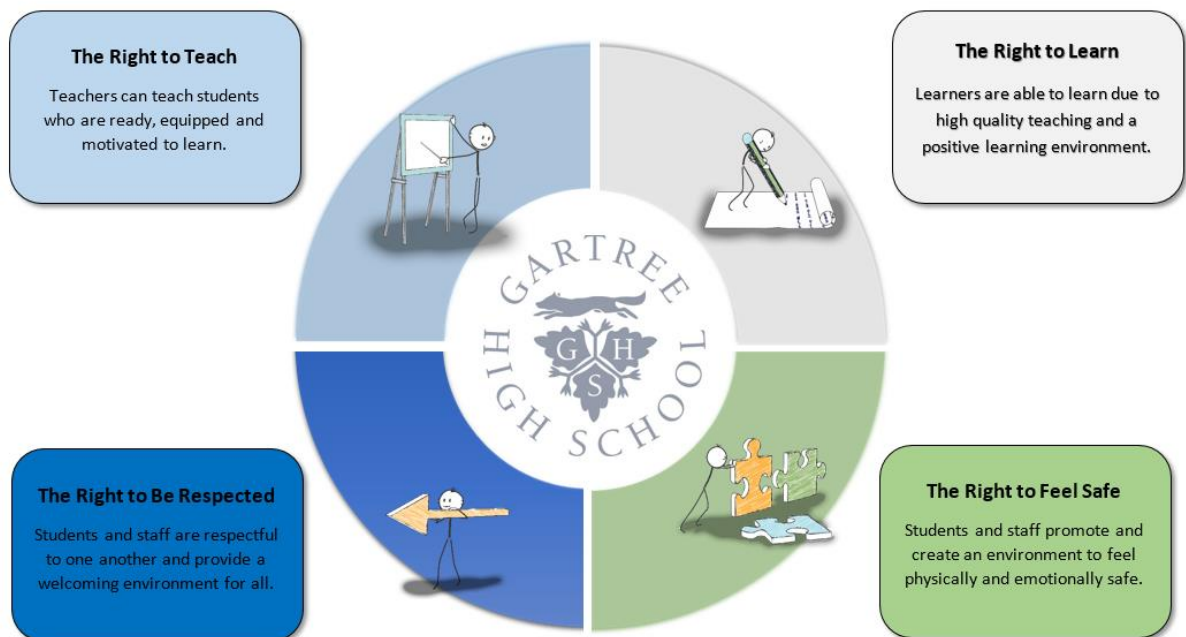 The Right to Teach
Teachers can teach students
who are ready, equipped and
motivated to learn.
The Right to Learn
Learners are able to learn due to
high quality teaching and a
positive learning environment.
GARTREE
HIGH SCHOOL
G H
S
The Right to Be Respected
Students and staff are respectful
to one another and provide a
welcoming environment for all.
The Right to Feel Safe
Students and staff promote and
create an environment to feel
physically and emotionally safe.